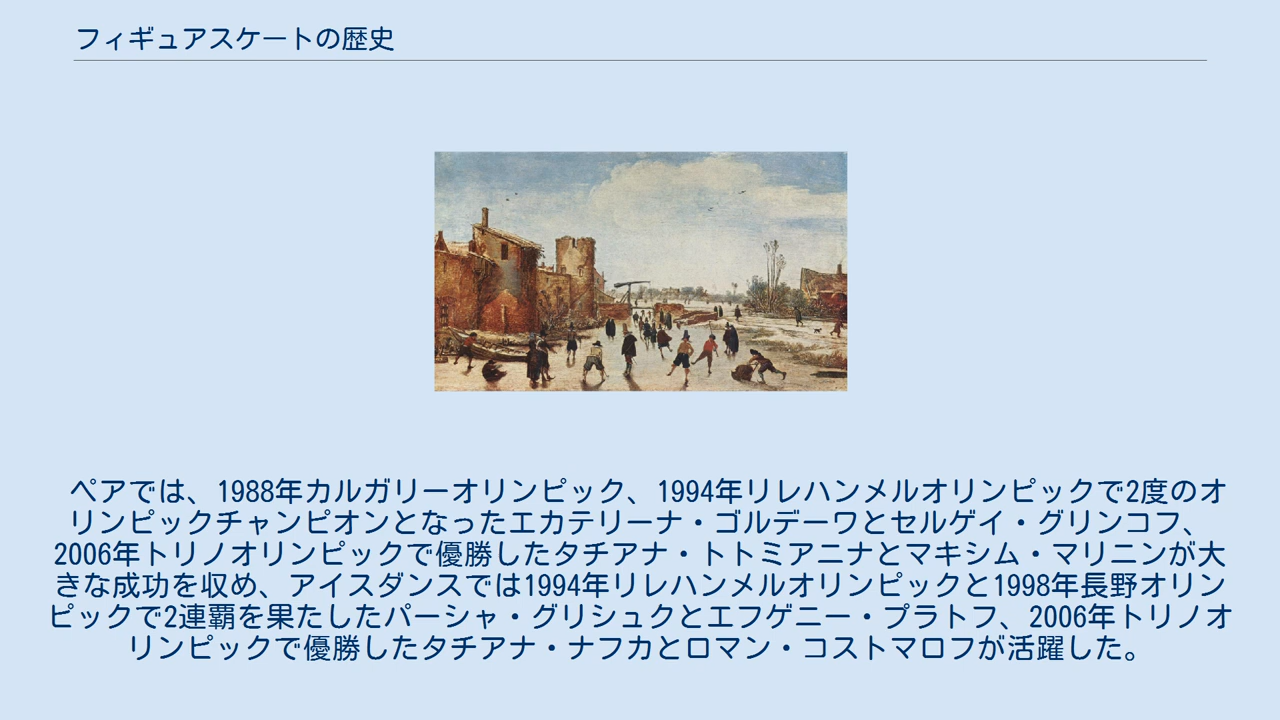 フィギュアスケートの歴史
ペアでは、1988年カルガリーオリンピック、1994年リレハンメルオリンピックで2度のオ
リンピックチャンピオンとなったエカテリーナ・ゴルデーワとセルゲイ・グリンコフ、
2006年トリノオリンピックで優勝したタチアナ・トトミアニナとマキシム・マリニンが大
きな成功を収め、アイスダンスでは1994年リレハンメルオリンピックと1998年長野オリン
ピックで2連覇を果たしたパーシャ・グリシュクとエフゲニー・プラトフ、2006年トリノオ
リンピックで優勝したタチアナ・ナフカとロマン・コストマロフが活躍した。